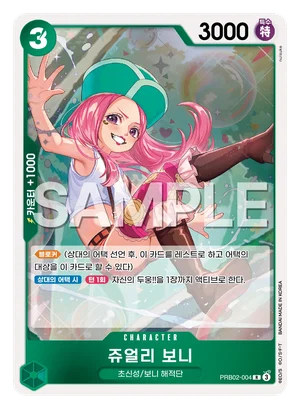 3
3000
특수
特
카운터 +1000
SAMPLE
블로커 (상대의 어택 선언 후, 이 카드를 레스트로 하고 어택의
대상을 이 카드로 할 수 있다)
상대의 어택 시 턴 1회 자신의 두웅!!을 1장까지 액티브로 한다.
CHARACTER
쥬얼리 보니
초신성/보니 해적단
PRB02-004 R
BANDAI·MADE IN KOREA